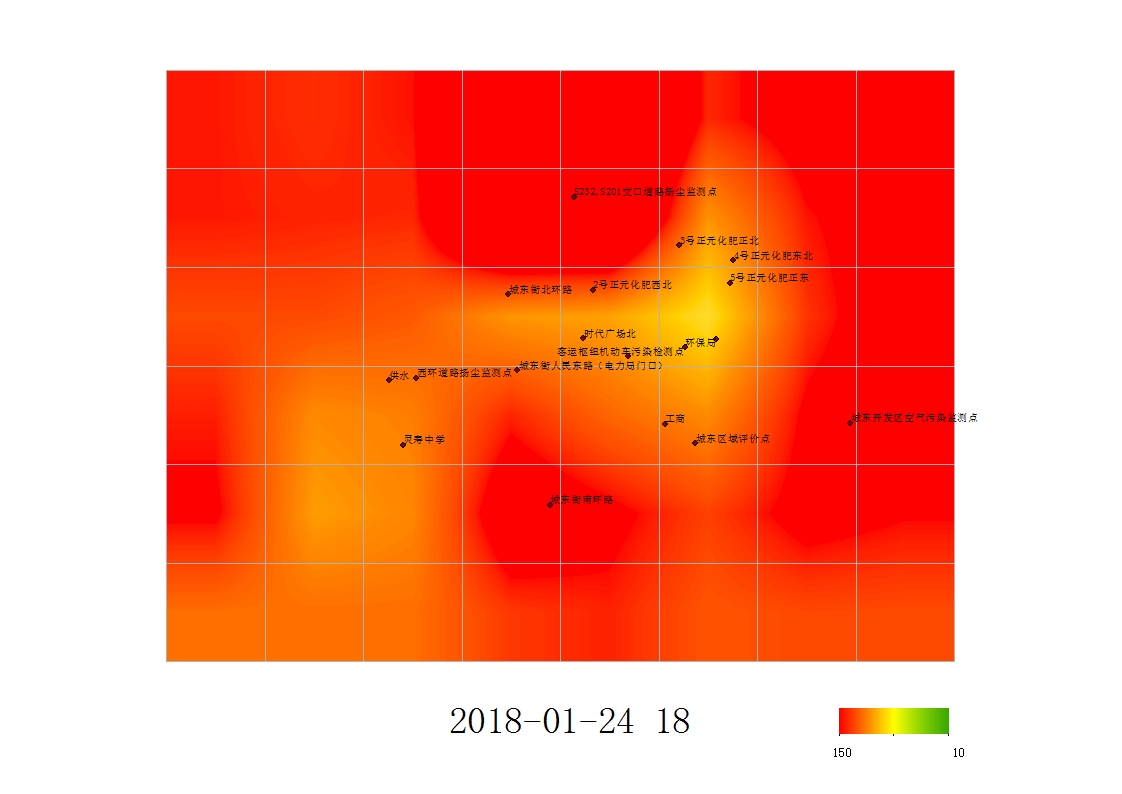 S232,S201交口道路扬尘监测点
3号正元化肥正北
4号正元化肥东北
5号正元化肥正东
城东街北环路
2号正元化肥西北
时代广场北
环保局
客运枢纽机动车污染检测点
城东街人民东路（电力局门口）
供水
西环道路扬尘监测点
工商
城东开发区空气污染监测点
灵寿中学
城东区域评价点
城东街南环路
2018-01-24 18
150
10